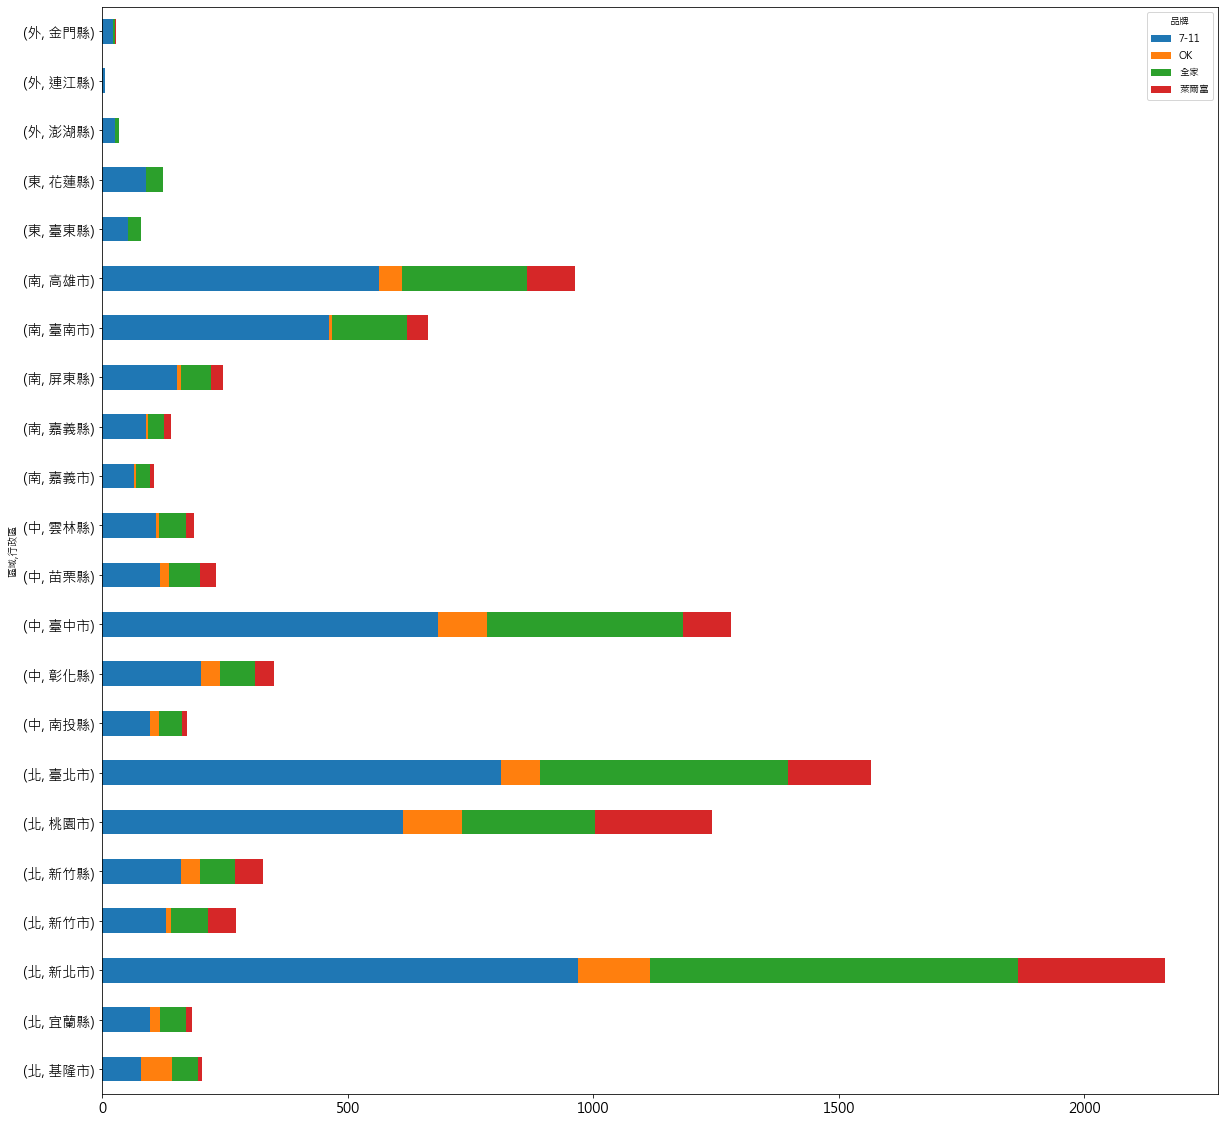 品牌
7-11
OK
全家
萊爾富
(外, 金門縣)
(外, 連江縣)
(外, 澎湖縣)
(東, 花蓮縣)
(東, 臺東縣)
(南, 高雄市)
(南, 臺南市)
(南, 屏東縣)
(南, 嘉義縣)
(南, 嘉義市)
(中, 雲林縣)
(中, 苗栗縣)
(中, 臺中市)
(中, 彰化縣)
(中, 南投縣)
(北, 臺北市)
(北, 桃園市)
(北, 新竹縣)
(北, 新竹市)
(北, 新北市)
(北, 宜蘭縣)
(北, 基隆市)
區域,行政區
0 500 1000 1500 2000